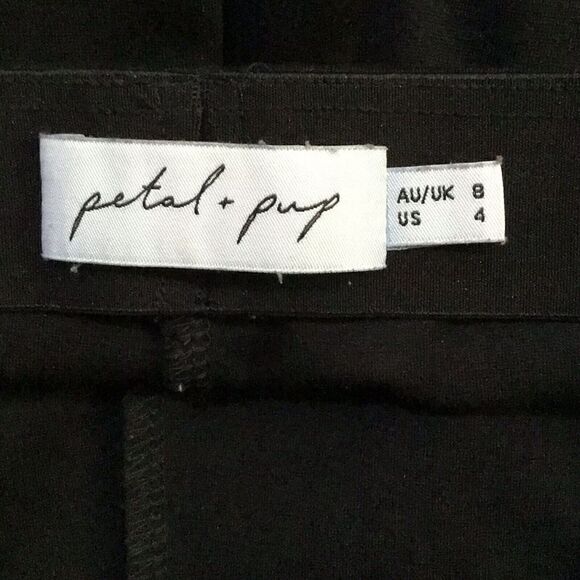 petal + pup
AU/UK 8
US 4